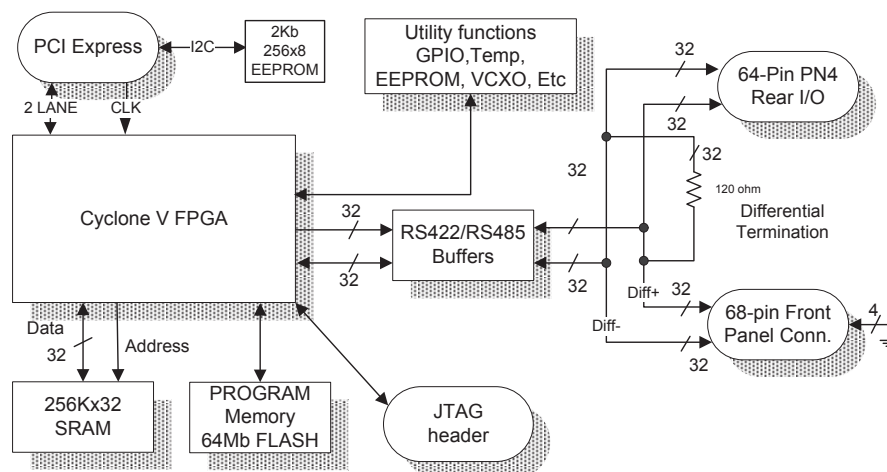 PCI Express
I2C
2Kb
256x8
EEPROM
Utility functions
GPIO,Temp,
EEPROM, VCXO, Etc
32
64-Pin PN4
Rear I/O
32
2 LANE
CLK
32
120 ohm
Differential
Termination
32
Cyclone V FPGA
32
RS422/RS485
Buffers
32
32
32
Diff+
Diff-
32
68-pin Front
Panel Conn.
4
32
Data
32
Address
256Kx32
SRAM
PROGRAM
Memory
64Mb FLASH
JTAG
header